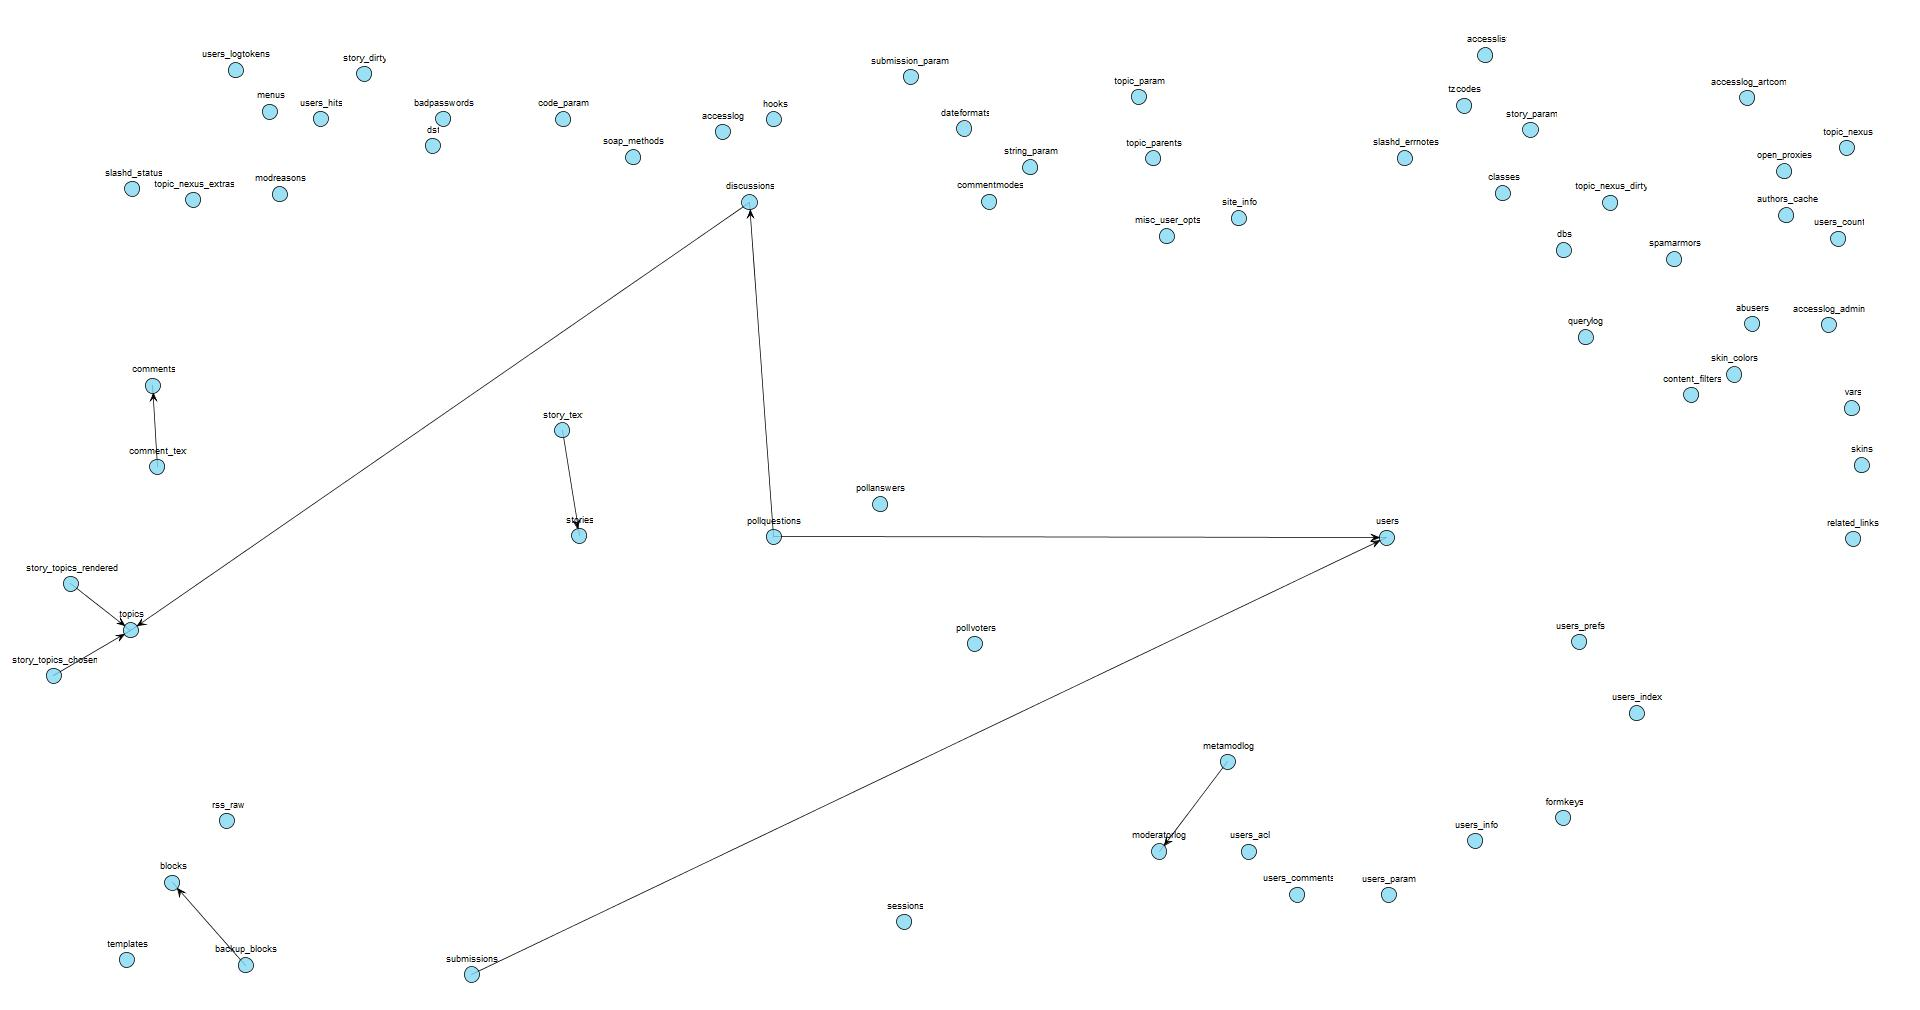 accesslis
users_logtokens
story_dirty
submission_param
topic_param
accesslog_artcom
tzcodes
menus
users_hits
badpasswords
code_param
hooks
accesslog
dateformats
story_param
dst
topic_nexus
soap_methods
string_param
topic_parents
slashd_errnotes
open_proxies
slashd_status
topic_nexus_extras
modreasons
discussions
commentmodes
classes
topic_nexus_dirty
site_info
authors_cache
misc_user_opts
users_count
dbs
spamarmors
abusers
accesslog_admin
querylog
skin_colors
comments
content_filters
vars
story_tex
comment_tex
skins
pollanswers
stories
pollquestions
users
related_links
story_topics_rendered
topics
pollvoters
users_prefs
story_topics_chosen
users_index
metamodlog
rss_raw
formkeys
moderatorlog
users_acl
users_info
blocks
users_comments
users_param
sessions
templates
backup_blocks
submissions